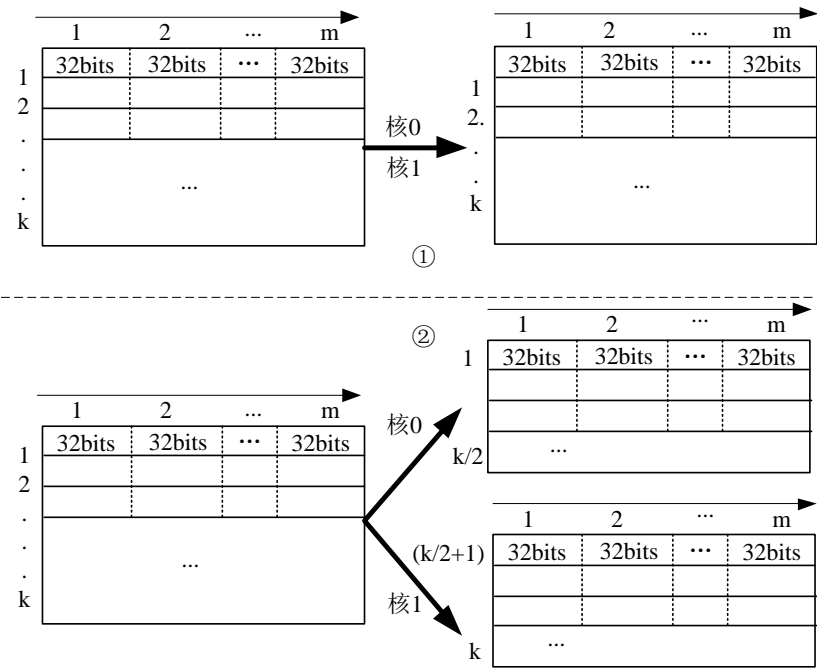 1 2 ... m
32bits 32bits ... 32bits
1
2
.
.
.
k
...
核0
核1
1 2 ... m
32bits 32bits ... 32bits
1
2.
.
.
k
...
①
②
1 2 ... m
32bits 32bits ... 32bits
1
2
.
.
.
k
...
核0
核1
1 2 ... m
1 32bits 32bits ... 32bits
k/2 ...
1 2 ... m
(k/2+1) 32bits 32bits ... 32bits
k ...